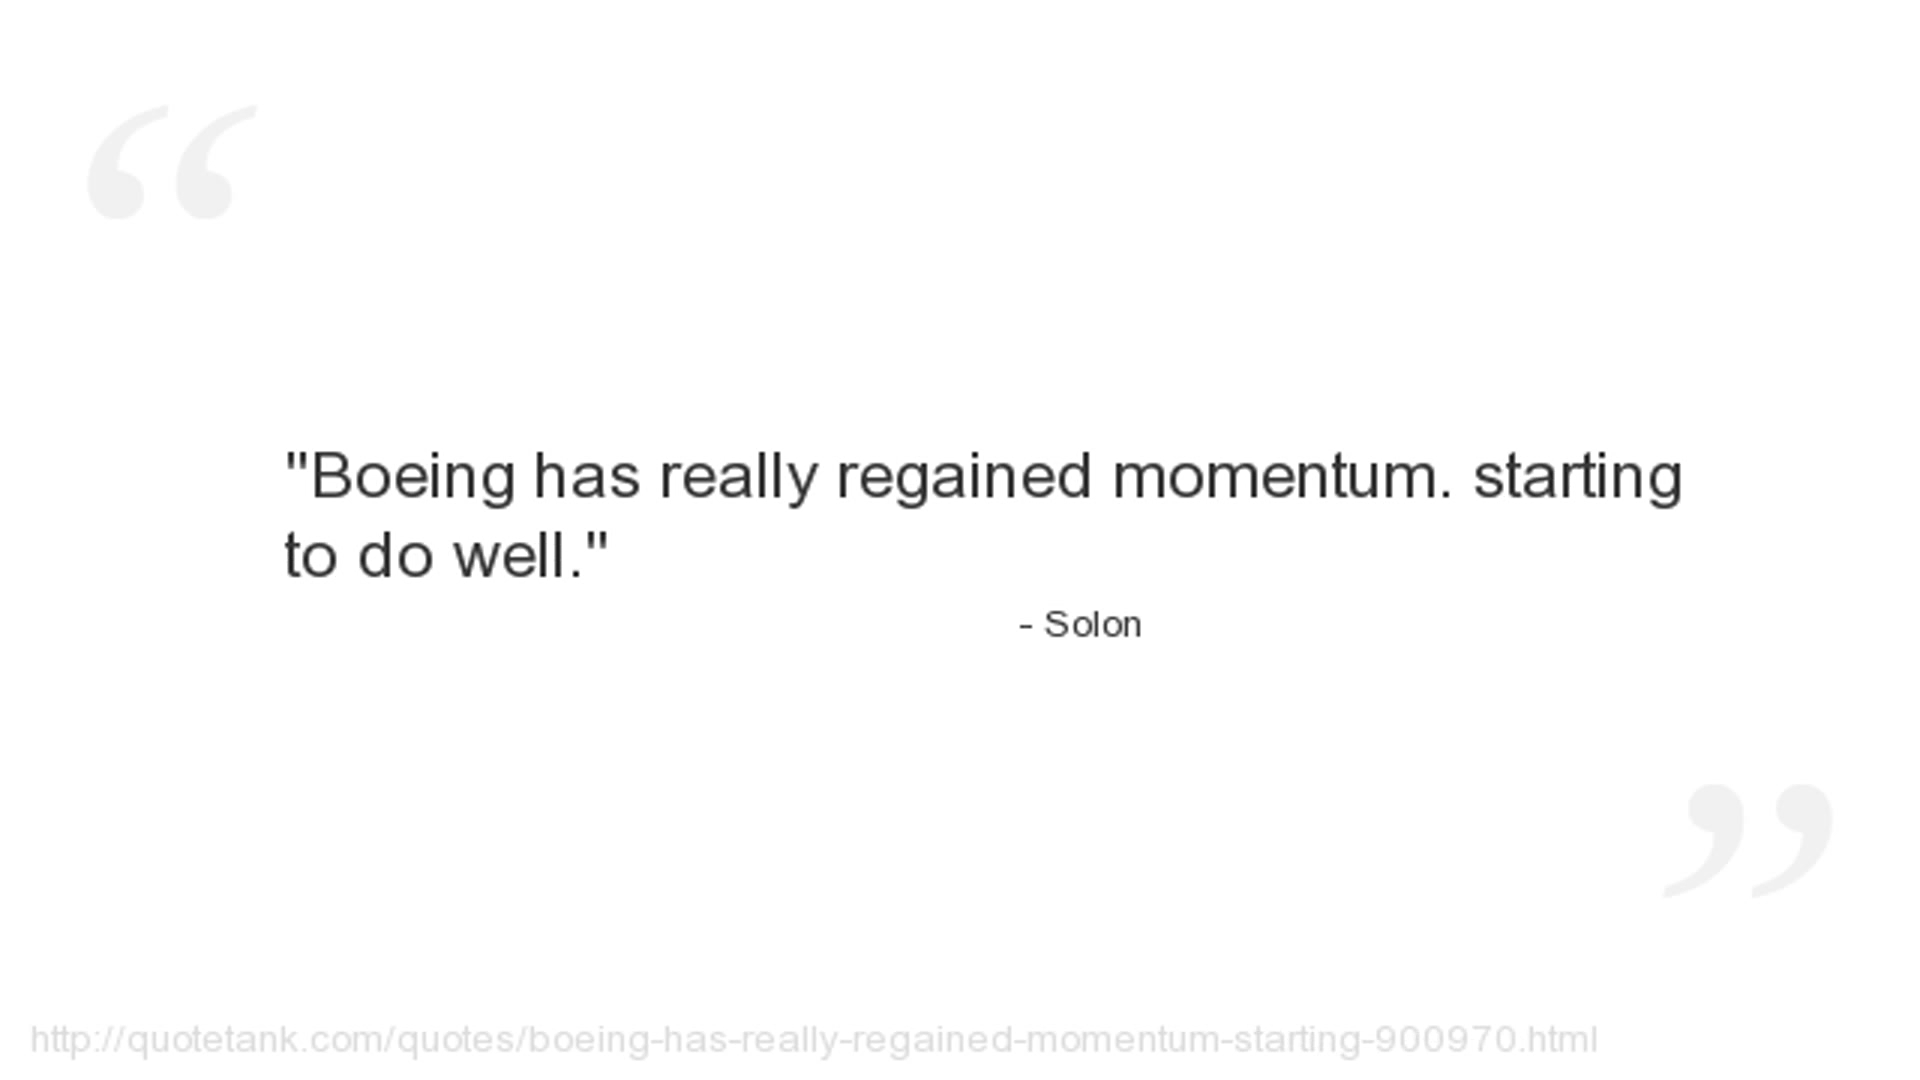 "Boeing has really regained momentum. starting
to do well."
- Solon
http://quotetank.com/quotes/boeing-has-really-regained-momentum-starting-900970.html